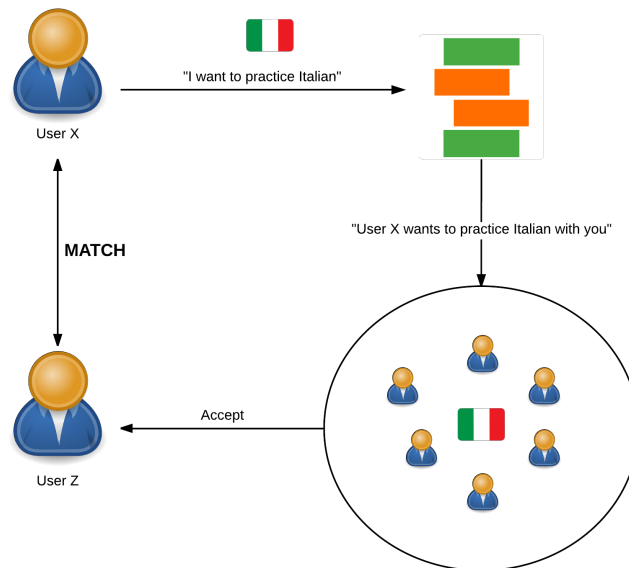 "I want to practice Italian"
User X
"User X wants to practice Italian with you"
MATCH
Accept
User Z